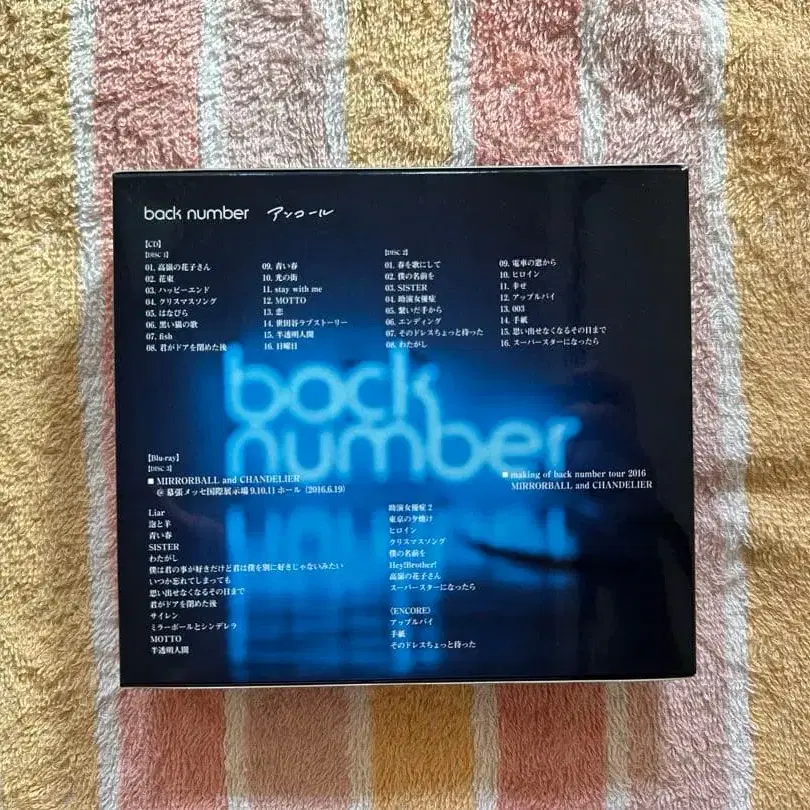 back number アンコール
【CD】
【DISC 1】
01. 高嶺の花子さん
02. 花束
03. ハッピーエンド
04. クリスマスソング
05. はなびら
06. 黒い猫の歌
07. fish
08. 君がドアを閉めた後
09. 青い春
10. 光の街
11. stay with me
12. MOTTO
13. 恋
14. 世田谷ラブストーリー
15. 半透明人間
16. 日曜日
【DISC 2】
01. 春を歌にして
02. 僕の名前を
03. SISTER
04. 助演女優症
05. 繋いだ手から
06. エンディング
07. そのドレスちょっと待った
08. わたがし
09. 電車の窓から
10. ヒロイン
11. 幸せ
12. アップルパイ
13. 003
14. 手紙
15. 思い出せなくなるその日まで
16. スーパースターになったら
back
number
【Blu-ray】
【DISC 3】
■ MIRRORBALL and CHANDELIER
@ 幕張メッセ国際展示場 9.10.11 ホール (2016.6.19)
Liar
泡と羊
青い春
SISTER
わたがし
僕は君の事が好きだけど君は僕を別に好きじゃないみたい
いつか忘れてしまっても
思い出せなくなるその日まで
君がドアを閉めた後
サイレン
ミラーボールとシンデレラ
MOTTO
半透明人間
助演女優症 2
東京の夕焼け
ヒロイン
クリスマスソング
僕の名前を
Hey!Brother!
高嶺の花子さん
スーパースターになったら
〈ENCORE〉
アップルパイ
手紙
そのドレスちょっと待った
■ making of back number tour 2016
MIRRORBALL and CHANDELIER